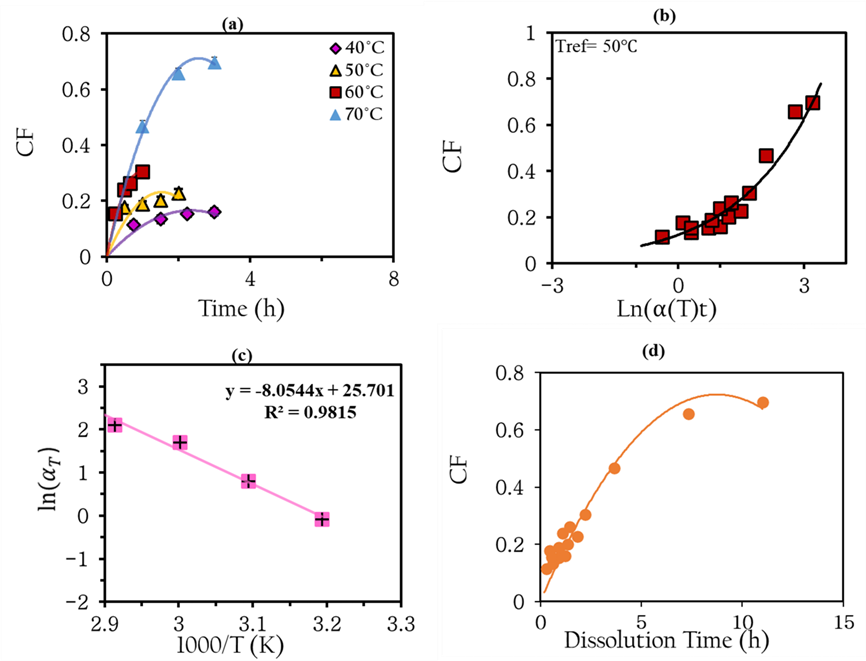 (a)
0.8
0.6
0.4
0.2
0
CF
40˚C
50˚C
60˚C
70˚C
0 4 8
Time (h)
(b)
Tref= 50℃
1
0.8
0.6
0.4
0.2
0
CF
-3 0 3
Ln(α(T)t)
(c)
y = -8.0544x + 25.701
R² = 0.9815
3
2
1
0
-1
-2
ln(αT)
2.9 3 3.1 3.2 3.3
1000/T (K)
(d)
0.8
0.6
0.4
0.2
0
CF
0 5 10 15
Dissolution Time (h)